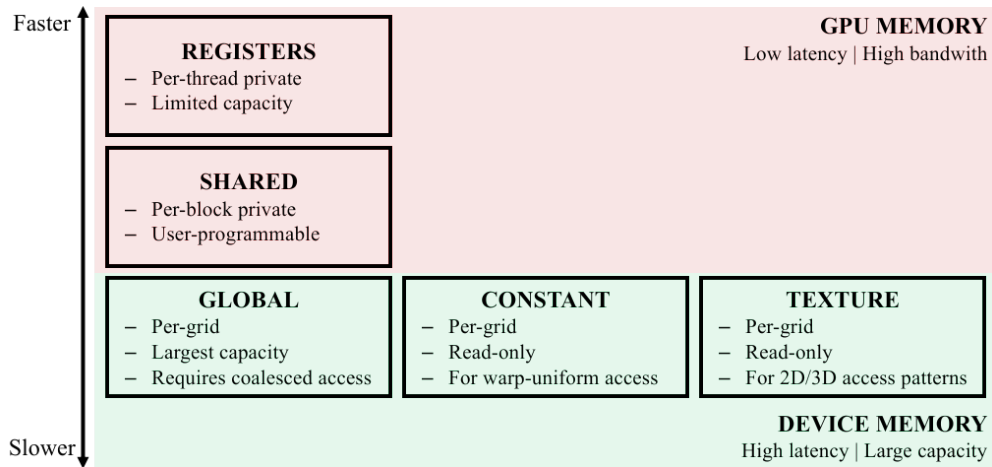 Faster
GPU MEMORY
Low latency | High bandwith
REGISTERS
– Per-thread private
– Limited capacity
SHARED
– Per-block private
– User-programmable
GLOBAL
– Per-grid
– Largest capacity
– Requires coalesced access
CONSTANT
– Per-grid
– Read-only
– For warp-uniform access
TEXTURE
– Per-grid
– Read-only
– For 2D/3D access patterns
Slower
DEVICE MEMORY
High latency | Large capacity